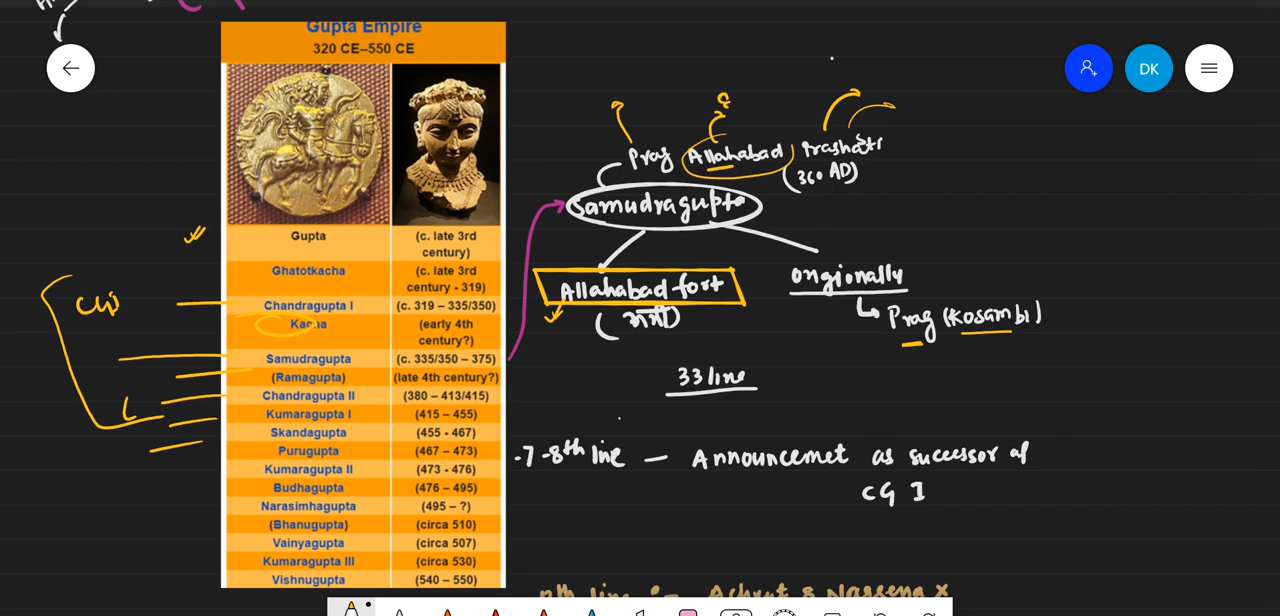 Gupta Empire
320 CE–550 CE
Gupta (c. late 3rd century)
Ghatotkacha (c. late 3rd century - 319)
Chandragupta I (c. 319 – 335/350)
Kacha (early 4th century?)
Samudragupta (c. 335/350 – 375)
(Ramagupta) (late 4th century?)
Chandragupta II (380 – 413/415)
Kumaragupta I (415 – 455)
Skandagupta (455 - 467)
Purugupta (467 – 473)
Kumaragupta II (473 - 476)
Budhagupta (476 – 495)
Narasimhagupta (495 – ?)
(Bhanugupta) (circa 510)
Vainyagupta (circa 507)
Kumaragupta III (circa 530)
Vishnugupta (540 – 550)
DK
Prag Allahabad Prashasti
(360 AD)
Samudragupta
Allahabad fort
originally
Prag (Kosambi)
33 line
7-8th line — Announcemet as successor of
CG I